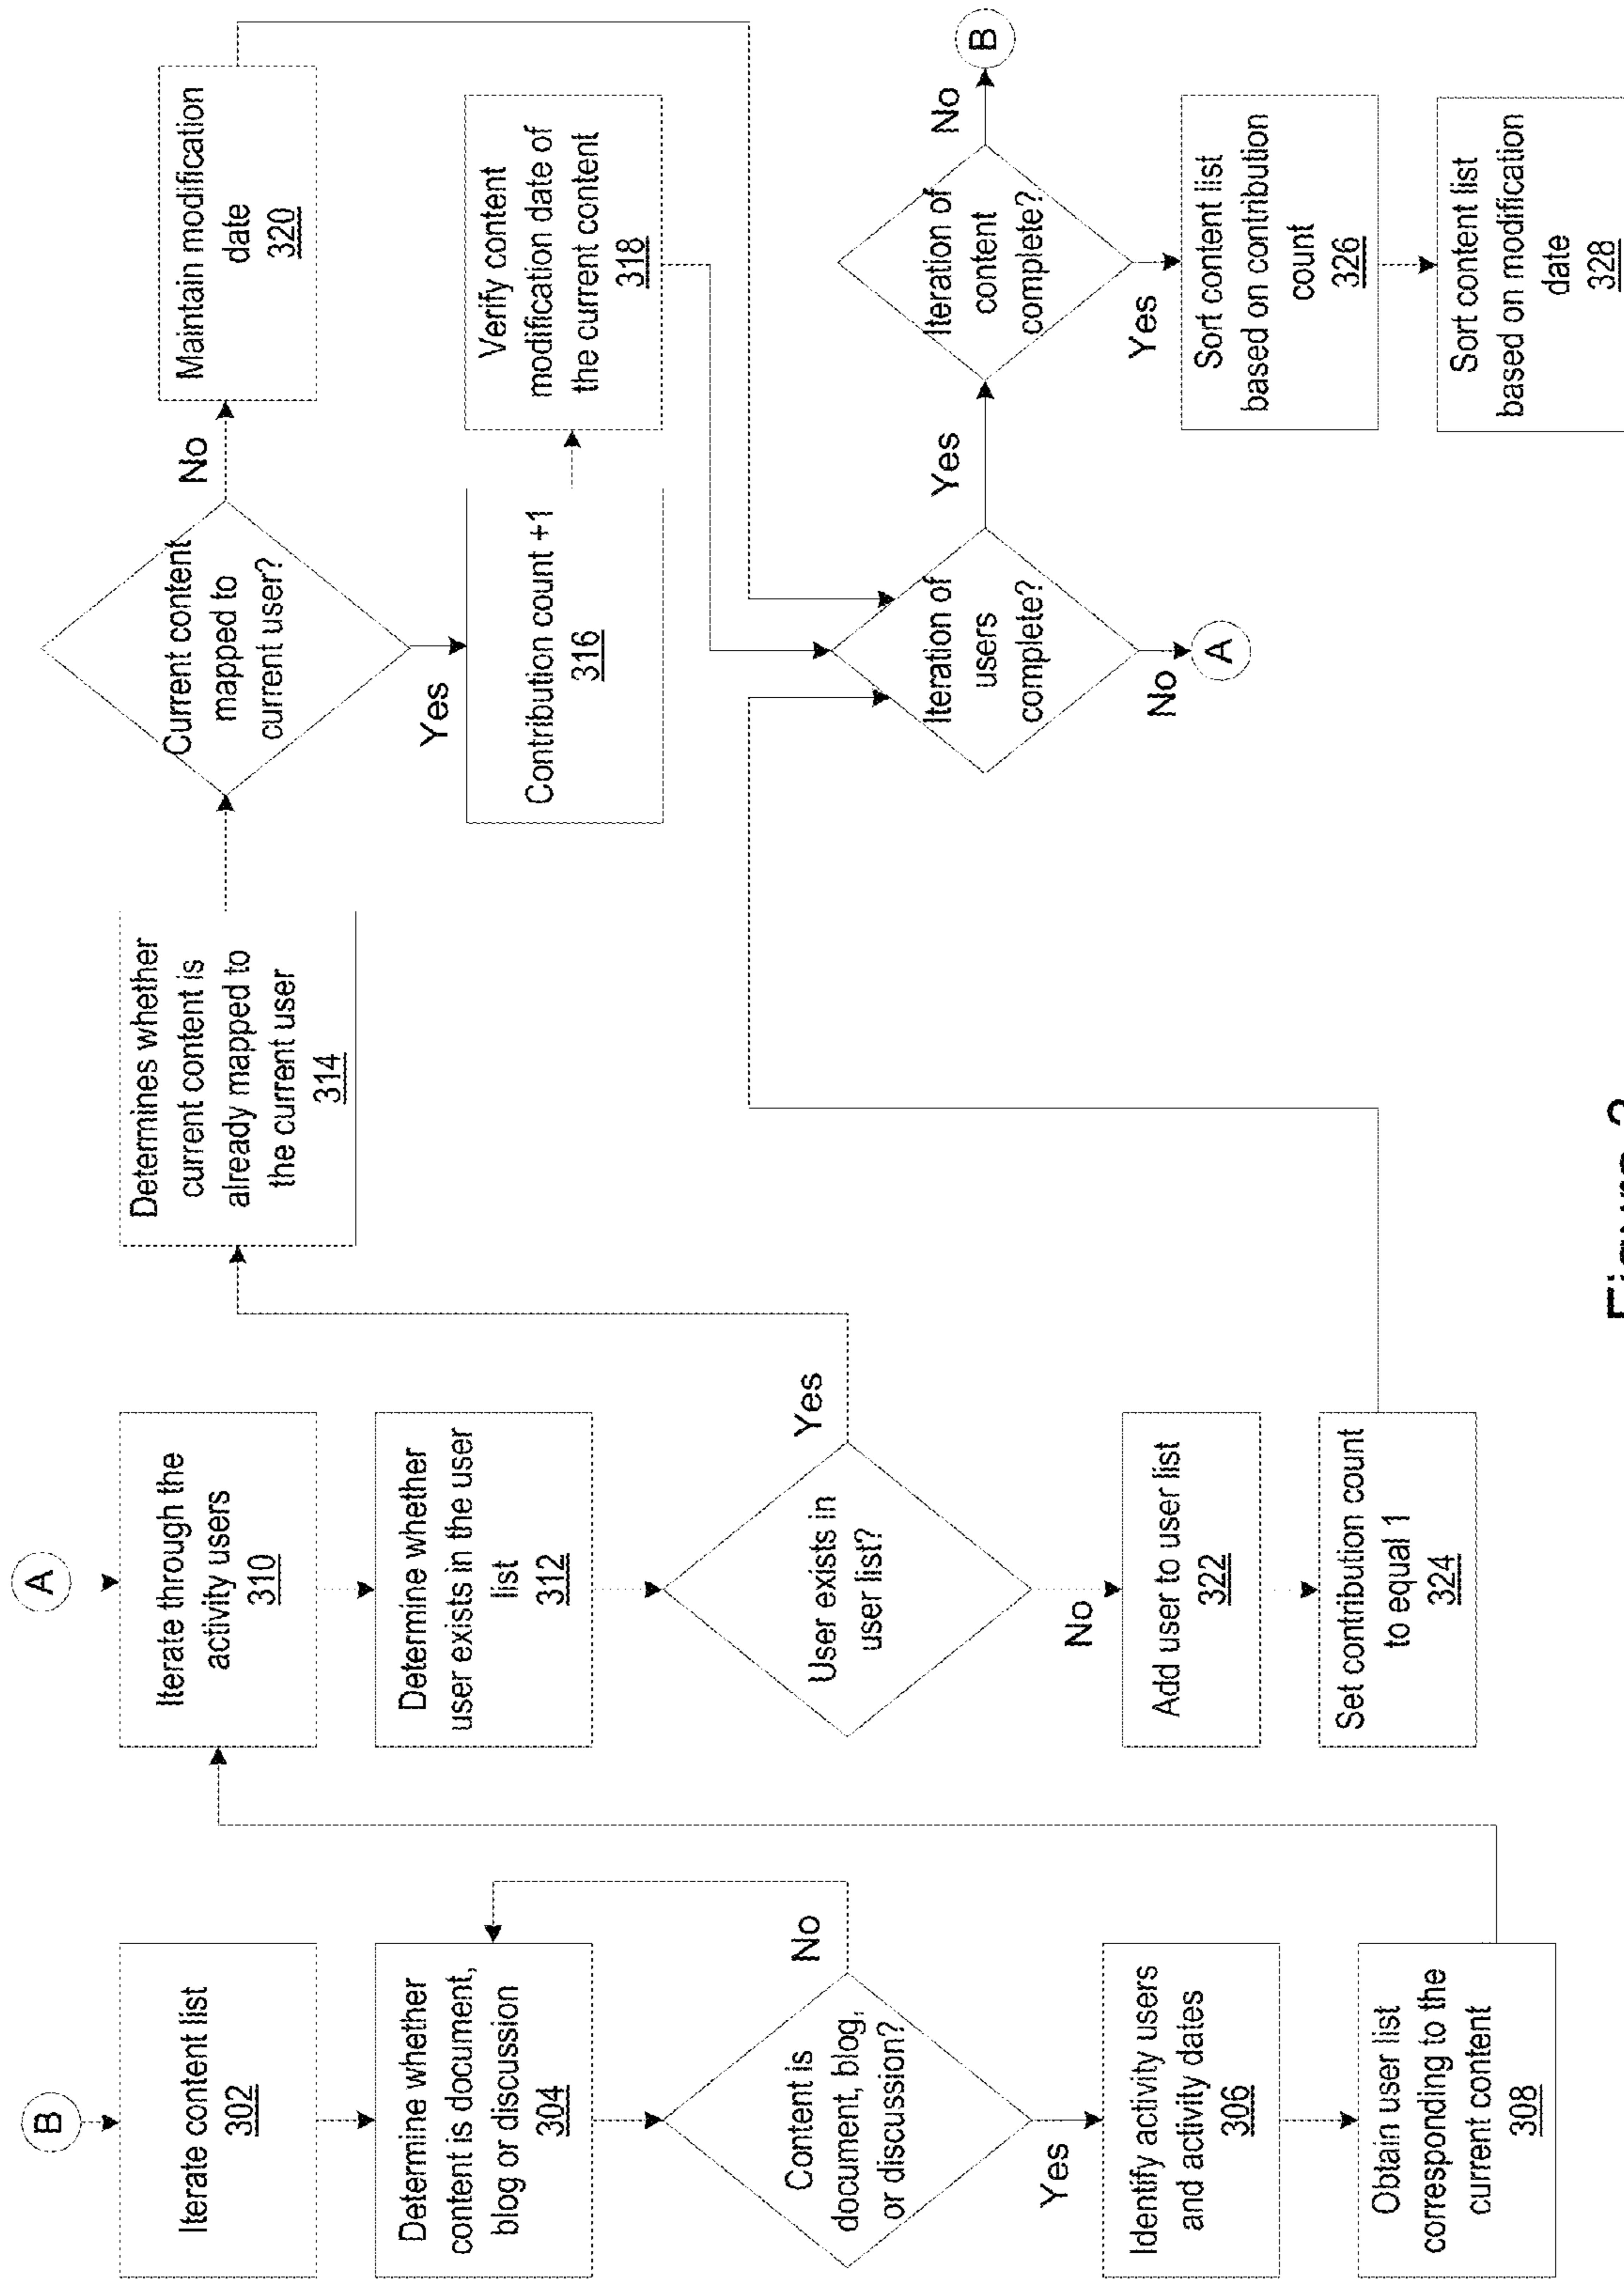 B
Iterate content list
302
Determine whether
content is document,
blog or discussion
304
Content is
document, blog,
or discussion?
No
Yes
Identify activity users
and activity dates
306
Obtain user list
corresponding to the
current content
308
A
Iterate through the
activity users
310
Determine whether
user exists in the user
list
312
User exists in
user list?
Yes
No
Add user to user list
322
Set contribution count
to equal 1
324
Determines whether
current content is
already mapped to
the current user
314
Current content
mapped to
current user?
No
Yes
Maintain modification
date
320
Contribution count +1
316
Verify content
modification date of
the current content
318
Iteration of
users
complete?
Yes
No
A
Iteration of
content
complete?
No
B
Yes
Sort content list
based on contribution
count
326
Sort content list
based on modification
date
328
Figure